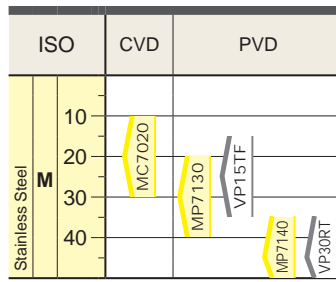 ISO CVD PVD
Stainless Steel
M
10
20
30
40
MC7020
MP7130
VP15TF
MP7140
VP30RT